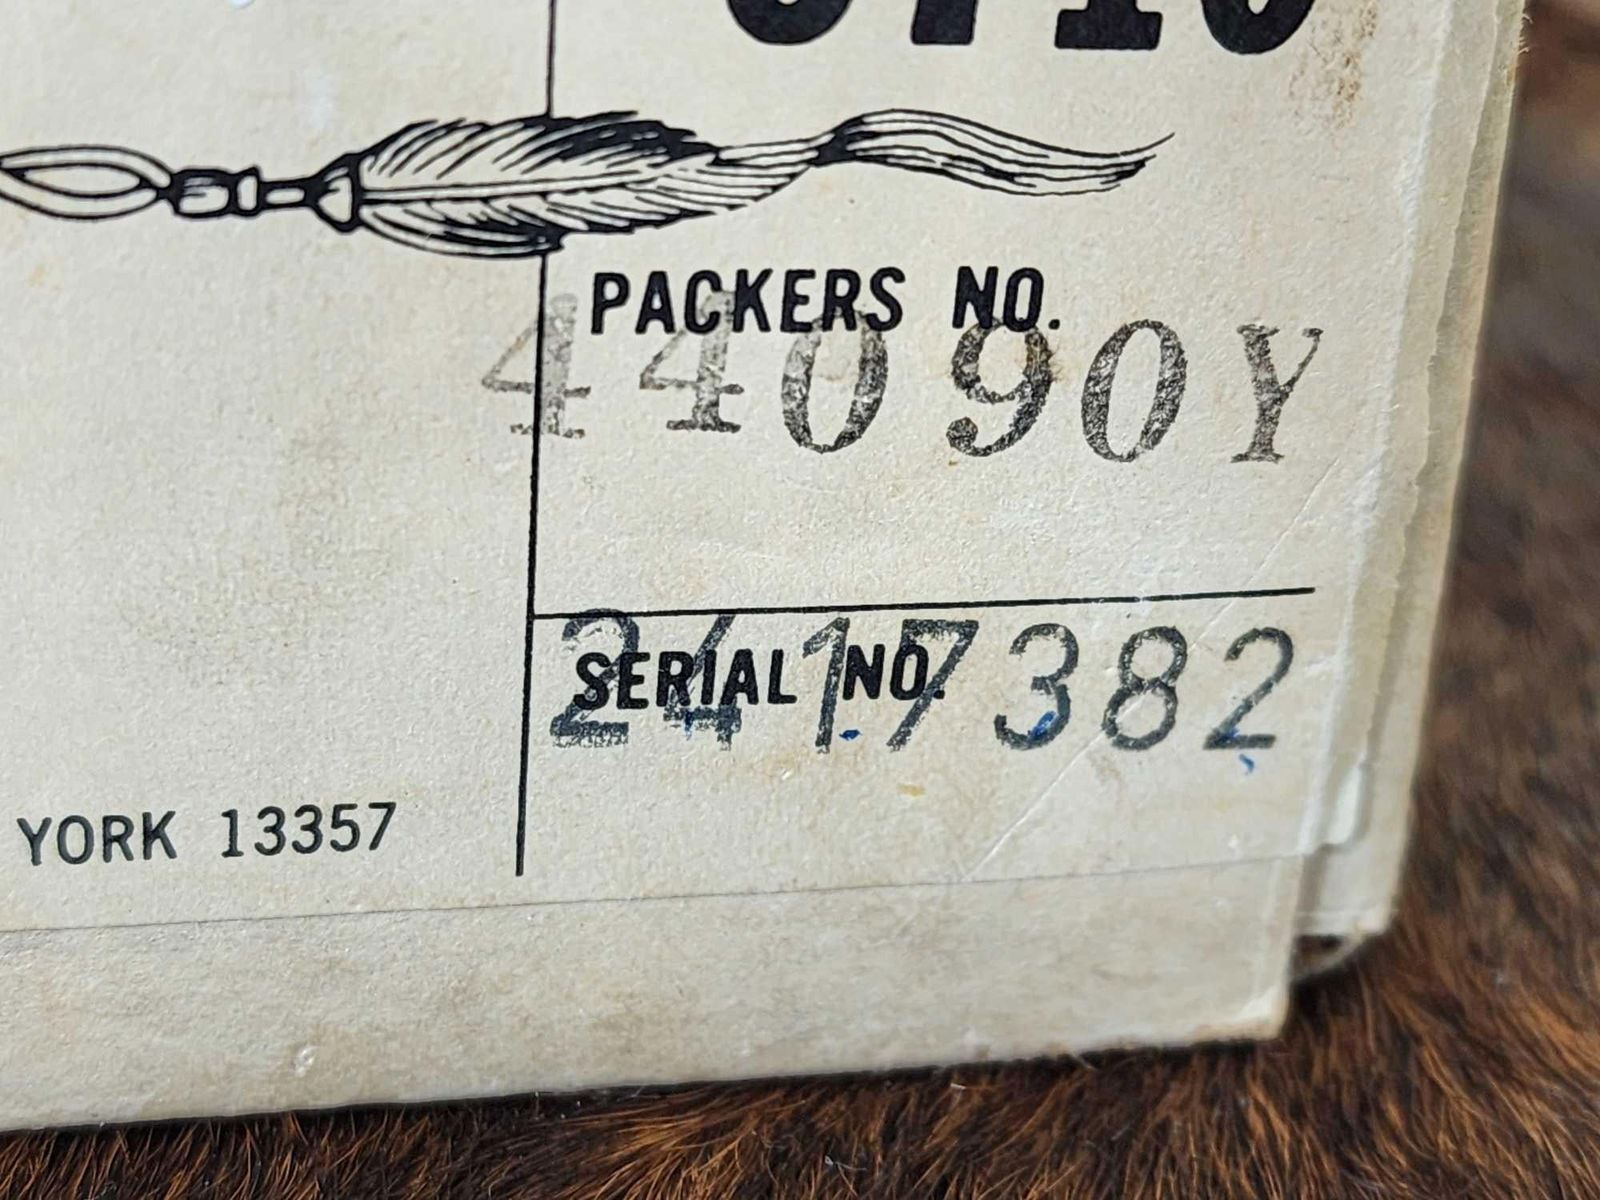 PACKERS NO.
44090Y
SERIAL NO.
2417382
YORK 13357